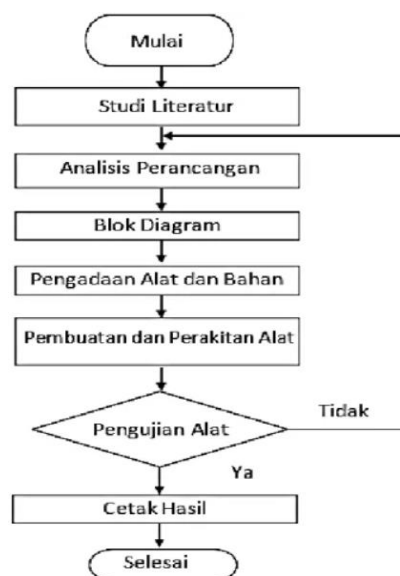 Mulai
Studi Literatur
Analisis Perancangan
Blok Diagram
Pengadaan Alat dan Bahan
Pembuatan dan Perakitan Alat
Pengujian Alat
Tidak
Ya
Cetak Hasil
Selesai